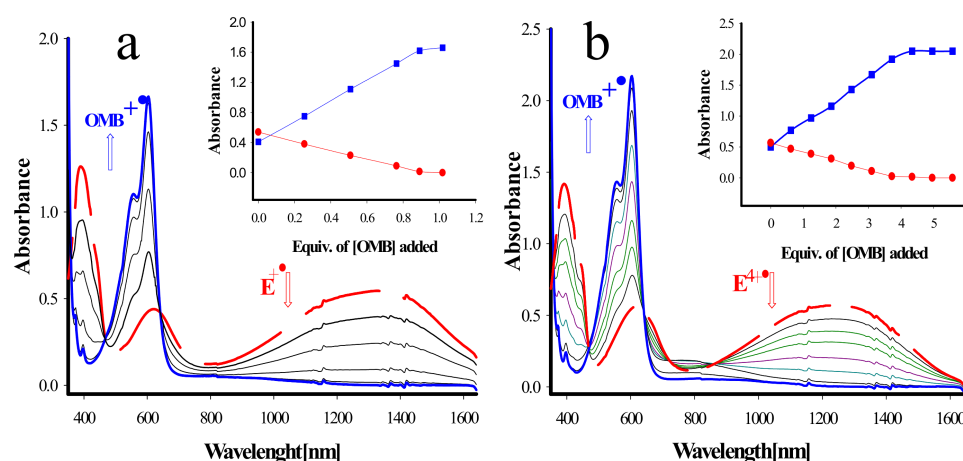 a
2.0
1.5
1.0
0.5
0.0
Absorbance
400 600 800 1000 1200 1400 1600
Wavelenght[nm]
OMB+•
E+•
2.0
1.6
1.2
0.8
0.4
0.0
Absorbance
0.0 0.2 0.4 0.6 0.8 1.0 1.2
Equiv. of [OMB] added
b
2.5
2.0
1.5
1.0
0.5
0.0
Absorbance
400 600 800 1000 1200 1400 1600
Wavelength[nm]
OMB+•
E4+•
2.5
2.0
1.5
1.0
0.5
0.0
Absorbance
0 1 2 3 4 5
Equiv. of [OMB] added